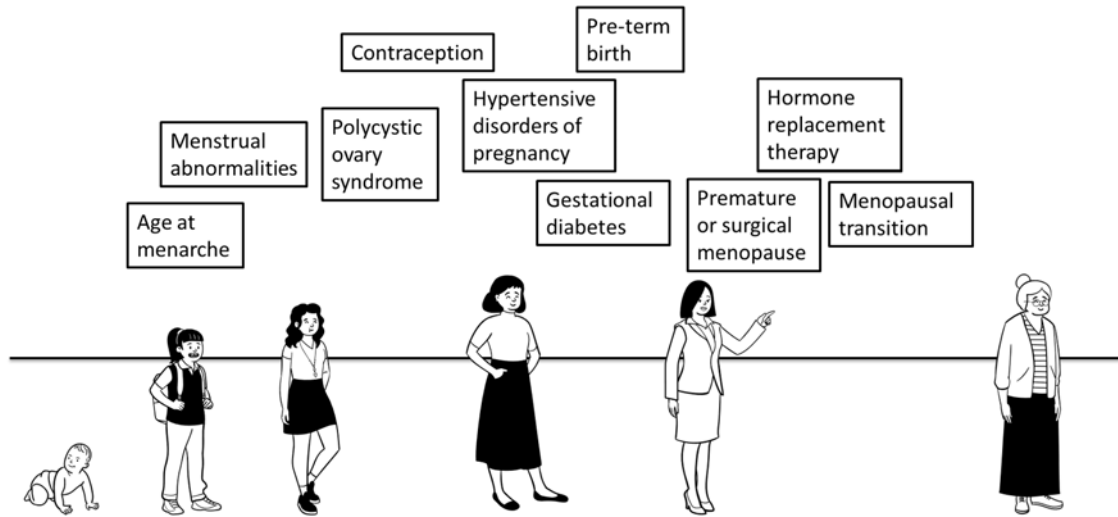 Pre-term
birth
Contraception
Hypertensive
disorders of
pregnancy
Hormone
replacement
therapy
Polycystic
ovary
syndrome
Menstrual
abnormalities
Gestational
diabetes
Premature
or surgical
menopause
Menopausal
transition
Age at
menarche